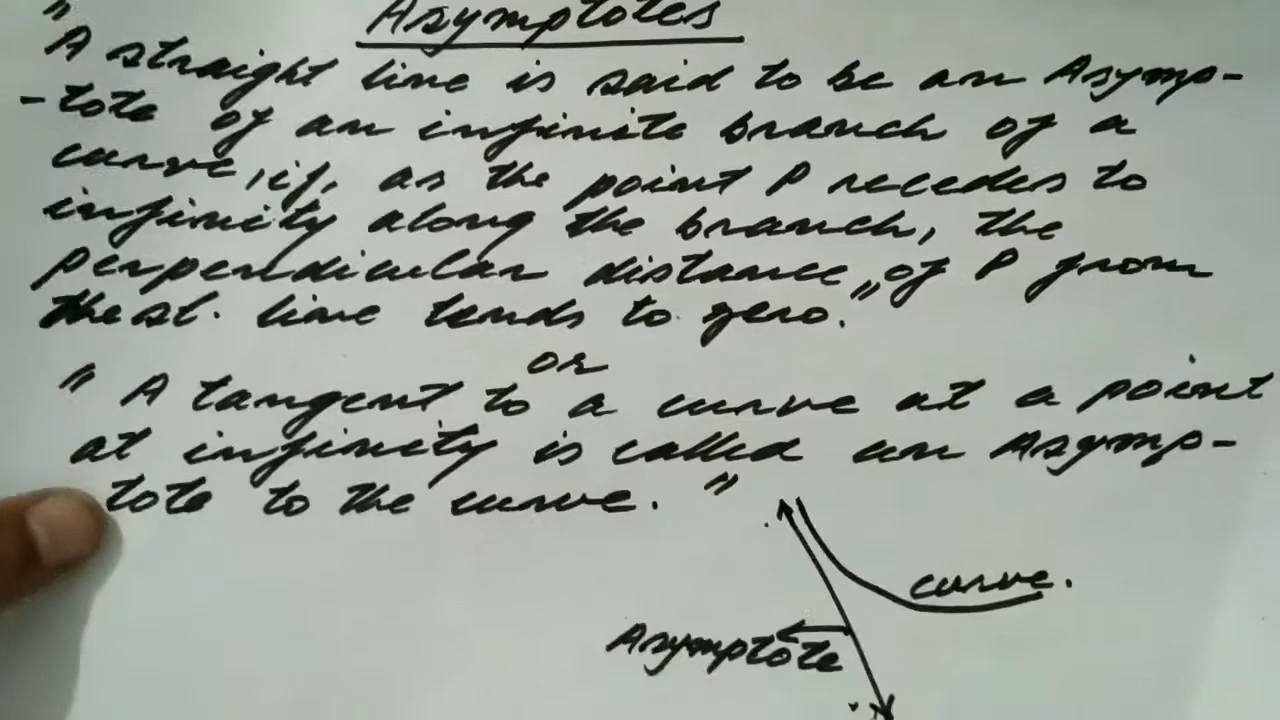 Asymptotes
"A straight line is said to be an Asymp-
-tote of an infinite branch of a
curve, if, as the point P recedes to
infinity along the branch, the
perpendicular distance of P from
the st. line tends to zero."
or
"A tangent to a curve at a point
at infinity is called an Asymp-
tote to the curve."
curve.
Asymptote